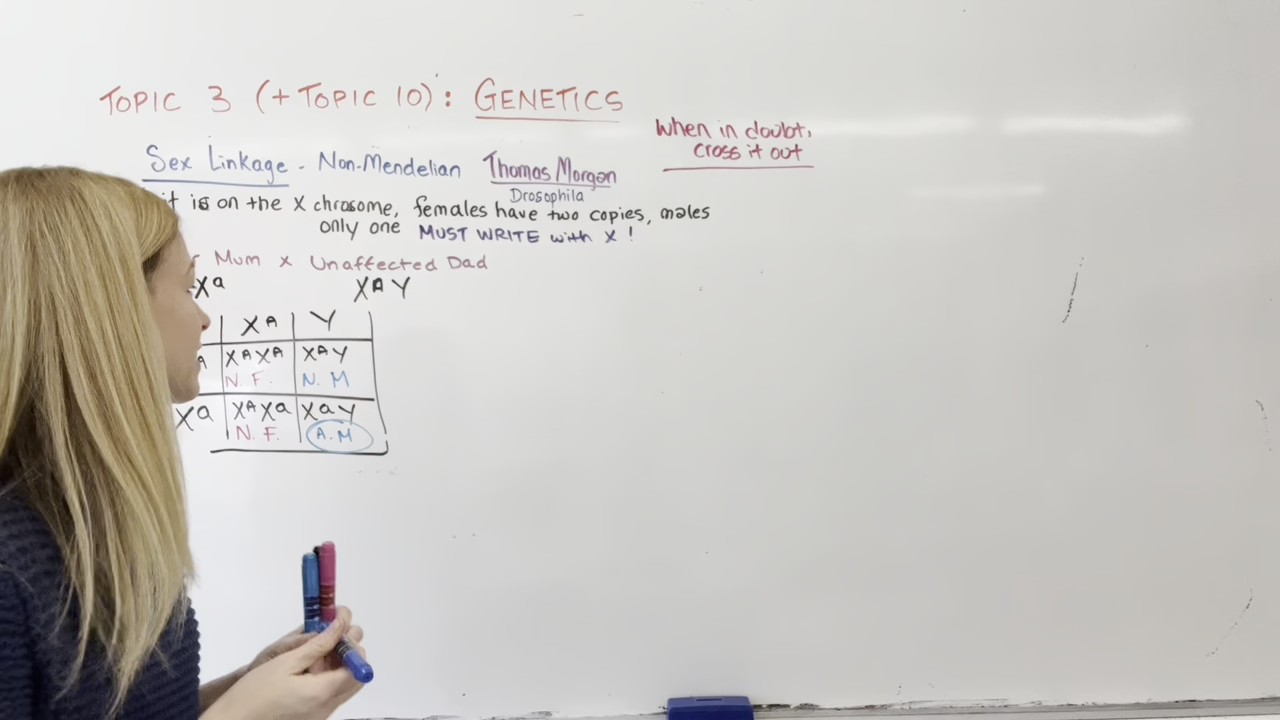 TOPIC 3 (+ TOPIC 10): GENETICS
When in doubt,
cross it out
Sex Linkage - Non-Mendelian Thomas Morgan
Drosophila
it is on the X chrosome, females have two copies, males
only one MUST WRITE with X !
Mum x Unaffected Dad
Xa XAY
XA Y
A XAXA XAY
N. F. N. M
Xa XAXa XaY
N. F. A. M